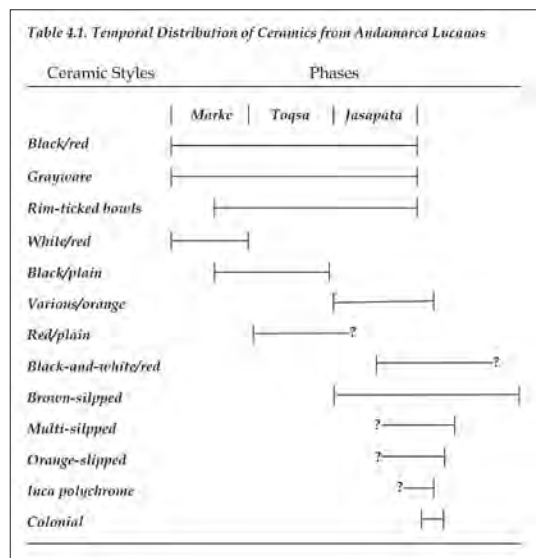 Table 4.1. Temporal Distribution of Ceramics from Andamarca Lucanas
Ceramic Styles Phases
Marke Toqsa Jasapata
Black/red
Grayware
Rim-ticked bowls
White/red
Black/plain
Various/orange
Red/plain ?
Black-and-white/red ?
Brown-silpped
Multi-silpped ?
Orange-slipped ?
Inca polychrome ?
Colonial